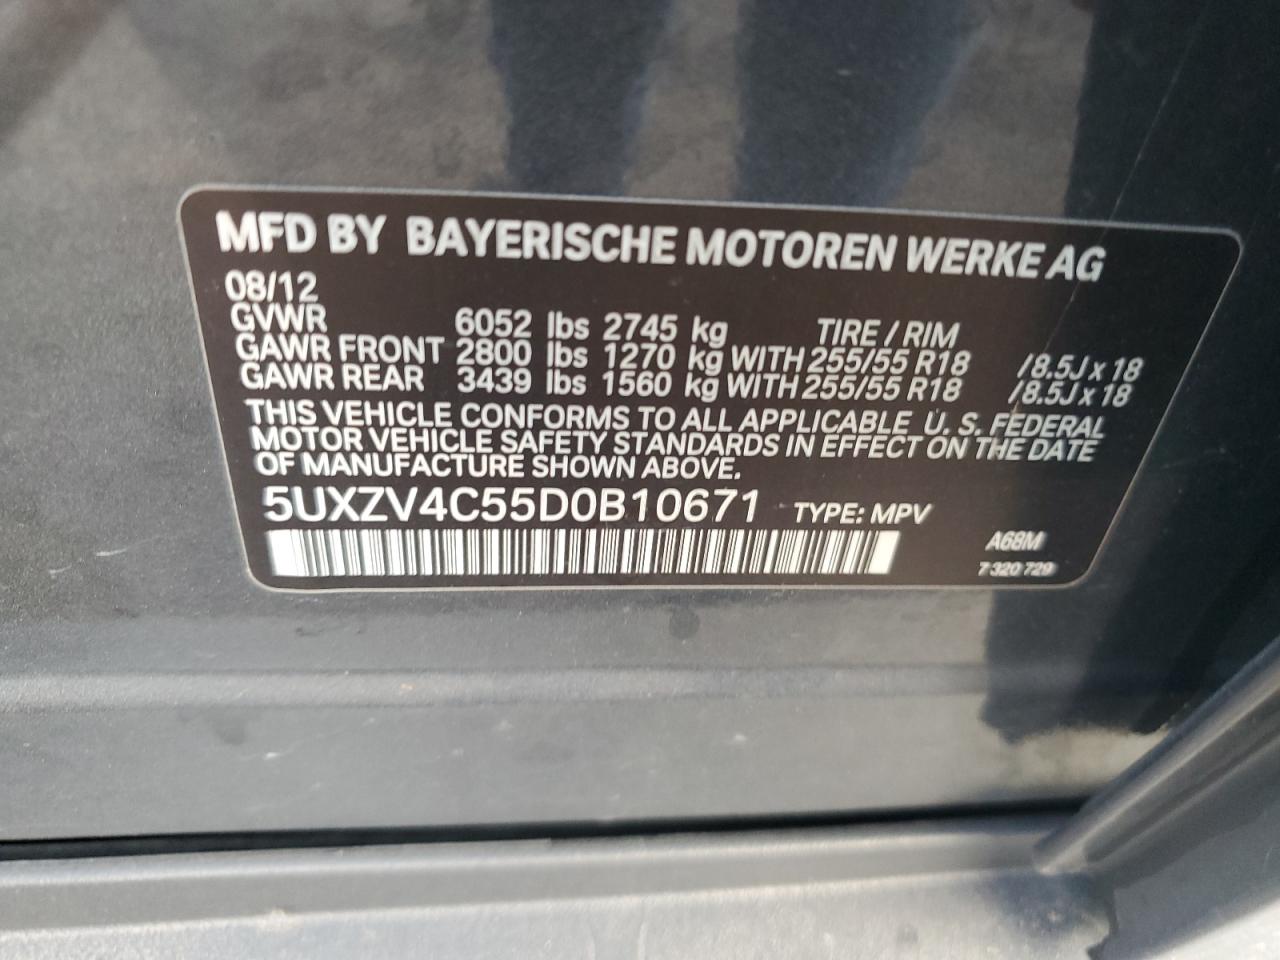 MFD BY BAYERISCHE MOTOREN WERKE AG
08/12
GVWR 6052 lbs 2745 kg TIRE / RIM
GAWR FRONT 2800 lbs 1270 kg WITH 255/55 R18 /8.5J x 18
GAWR REAR 3439 lbs 1560 kg WITH 255/55 R18 /8.5J x 18
THIS VEHICLE CONFORMS TO ALL APPLICABLE U. S. FEDERAL
MOTOR VEHICLE SAFETY STANDARDS IN EFFECT ON THE DATE
OF MANUFACTURE SHOWN ABOVE.
5UXZV4C55D0B10671 TYPE: MPV
A68M
7 320 729